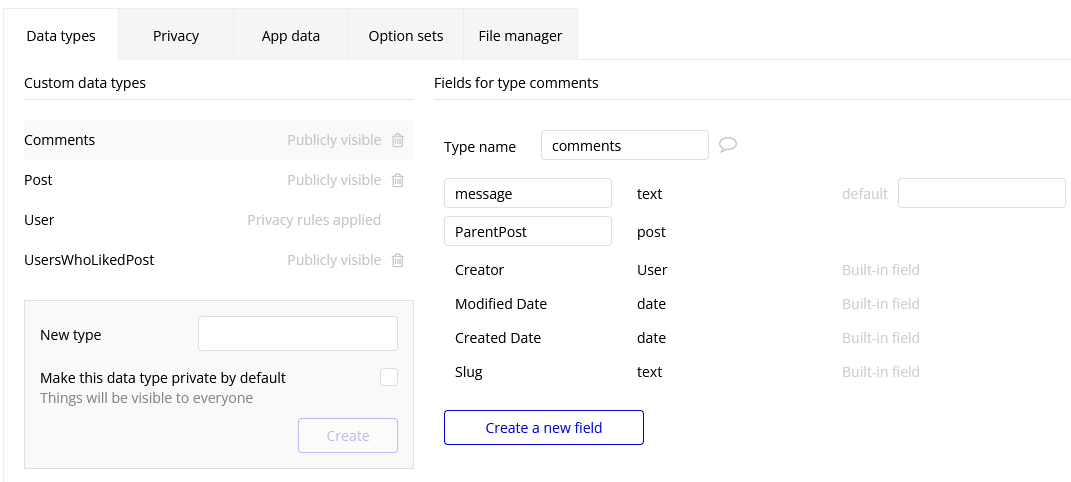 Data types Privacy App data Option sets File manager
Custom data types
Comments Publicly visible
Post Publicly visible
User Privacy rules applied
UsersWhoLikedPost Publicly visible
New type
Make this data type private by default
Things will be visible to everyone
Create
Fields for type comments
Type name comments
message text default
ParentPost post
Creator User Built-in field
Modified Date date Built-in field
Created Date date Built-in field
Slug text Built-in field
Create a new field